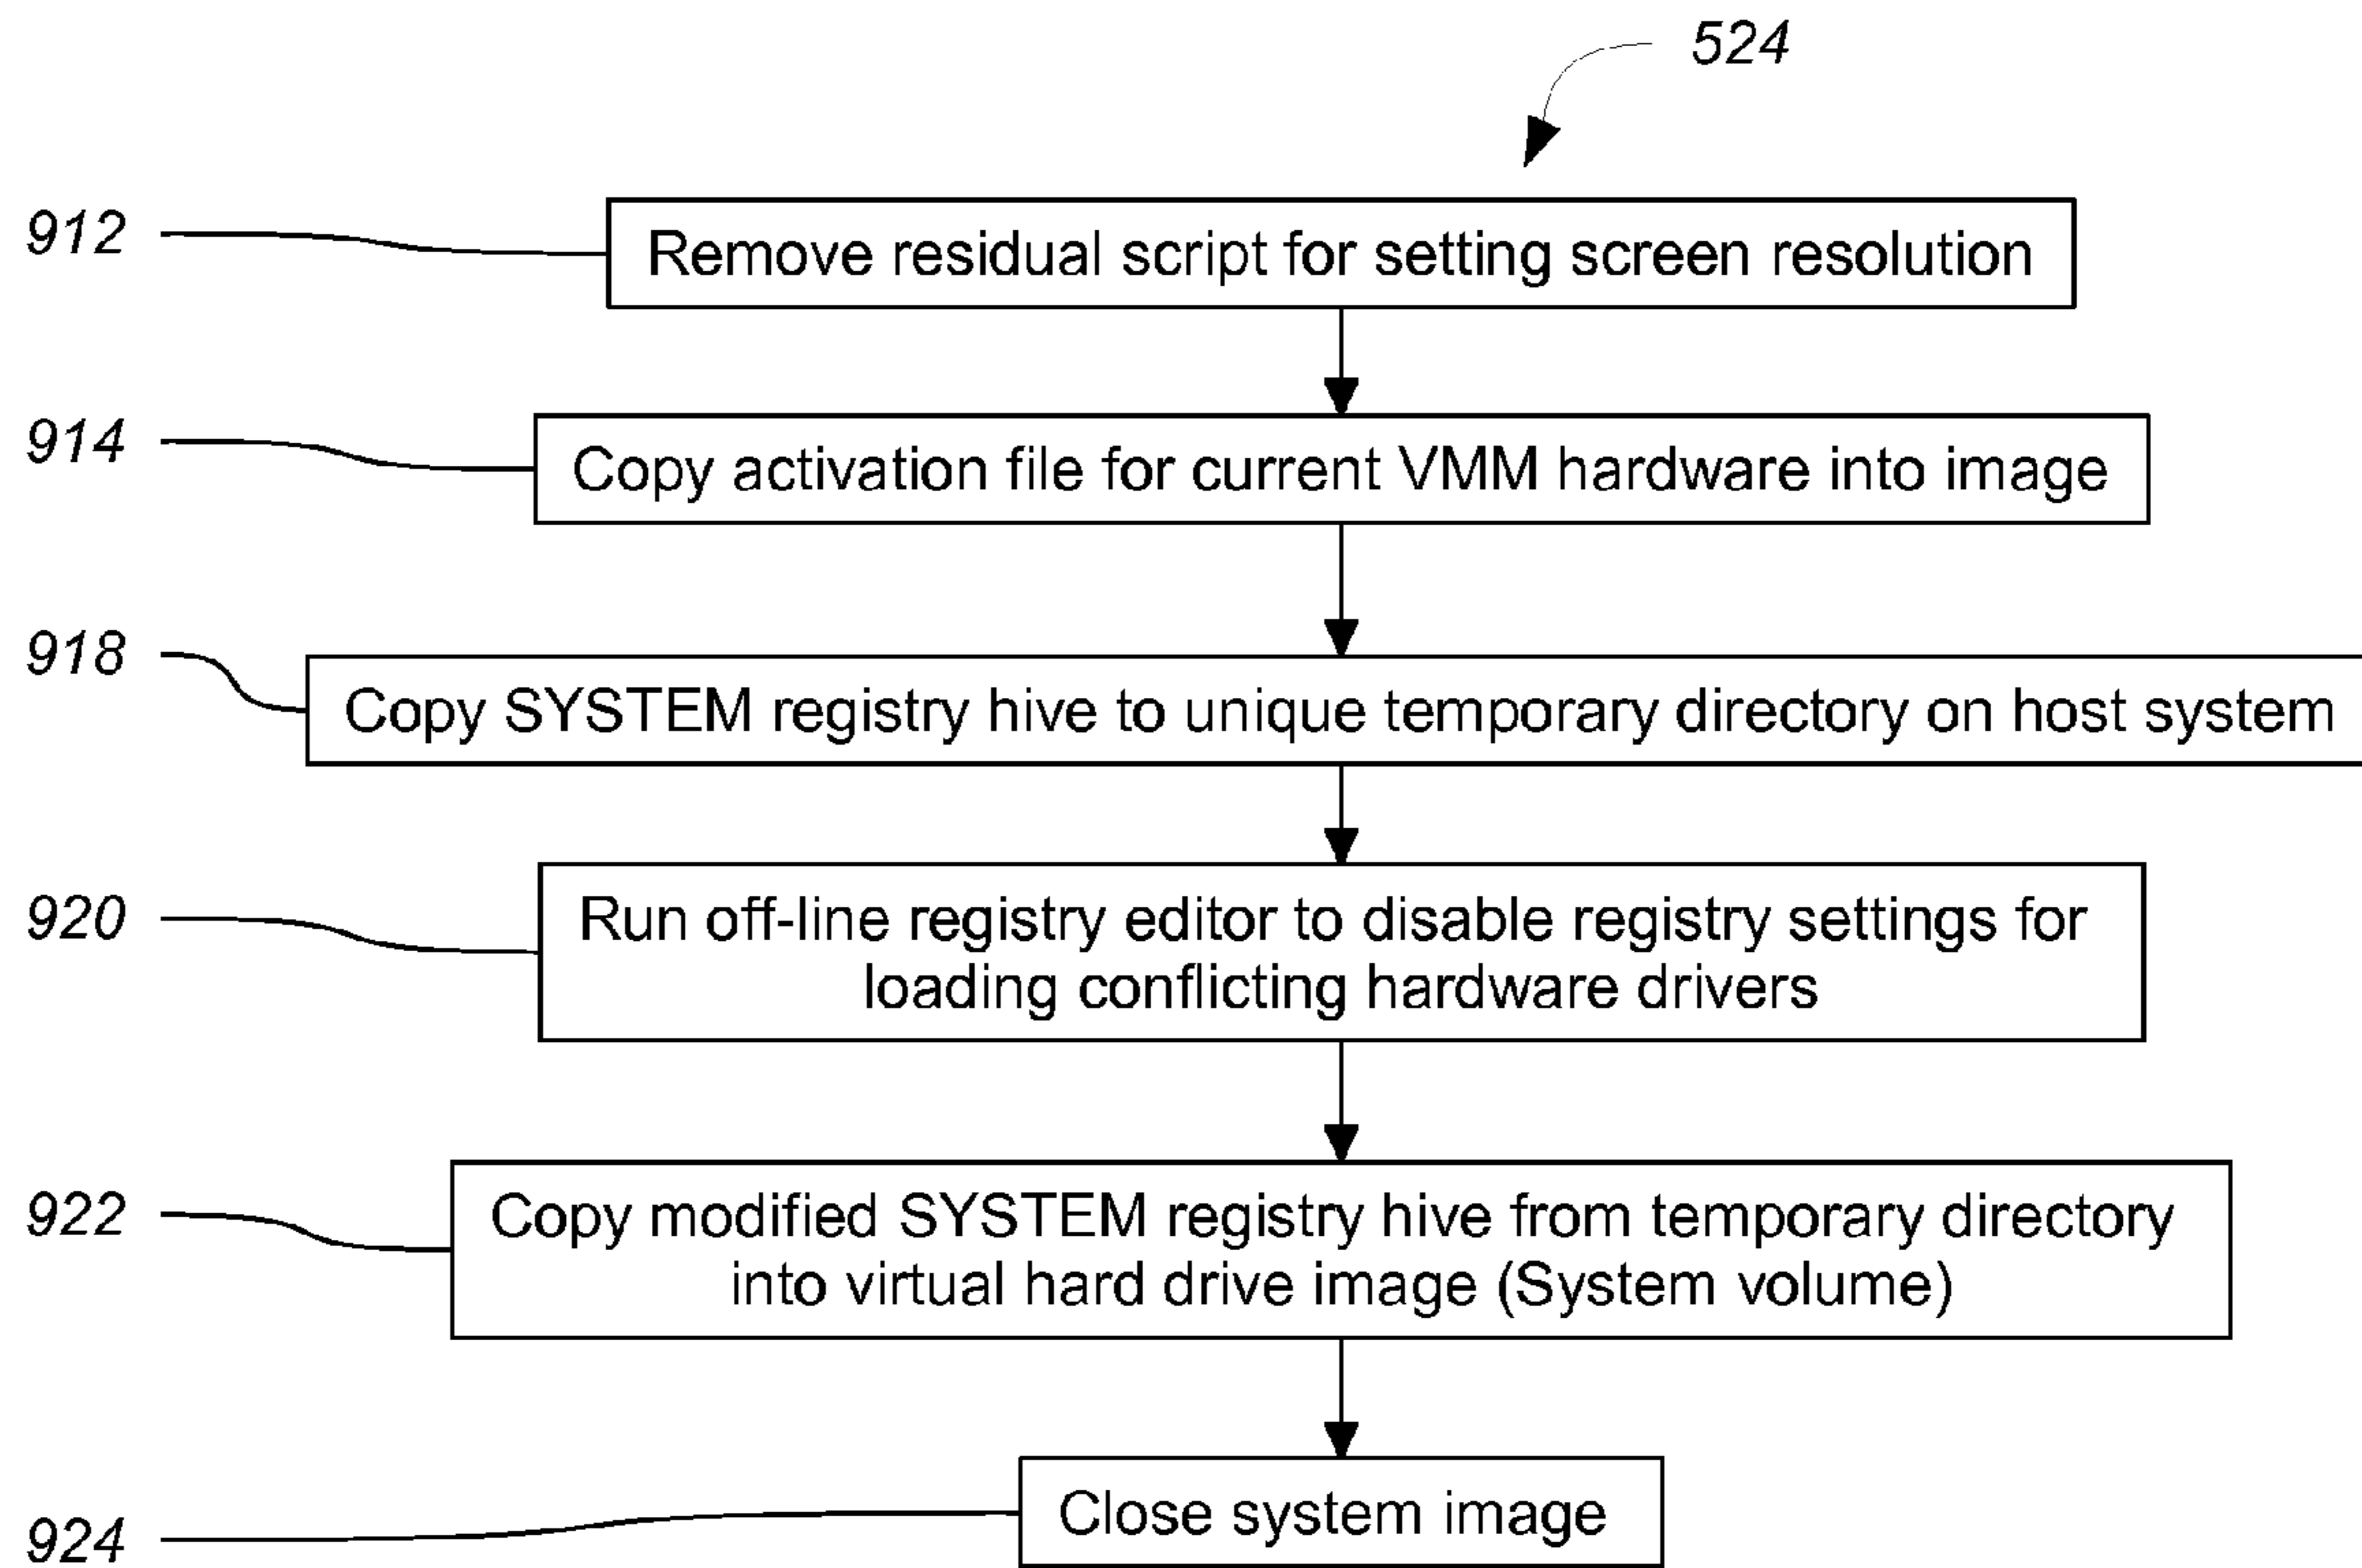 524
912
Remove residual script for setting screen resolution
914
Copy activation file for current VMM hardware into image
918
Copy SYSTEM registry hive to unique temporary directory on host system
920
Run off-line registry editor to disable registry settings for
loading conflicting hardware drivers
922
Copy modified SYSTEM registry hive from temporary directory
into virtual hard drive image (System volume)
924
Close system image